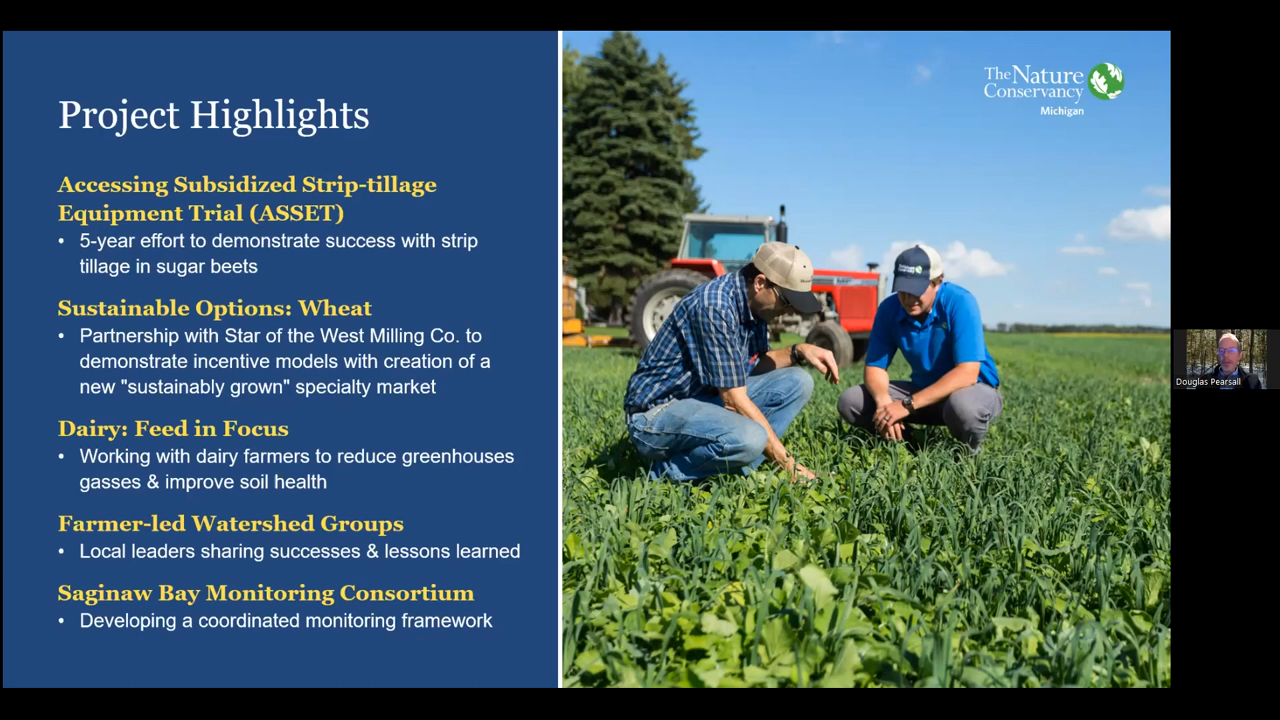 Project Highlights
Accessing Subsidized Strip-tillage
Equipment Trial (ASSET)
• 5-year effort to demonstrate success with strip
tillage in sugar beets
Sustainable Options: Wheat
• Partnership with Star of the West Milling Co. to
demonstrate incentive models with creation of a
new "sustainably grown" specialty market
Dairy: Feed in Focus
• Working with dairy farmers to reduce greenhouses
gasses & improve soil health
Farmer-led Watershed Groups
• Local leaders sharing successes & lessons learned
Saginaw Bay Monitoring Consortium
• Developing a coordinated monitoring framework
The Nature
Conservancy
Michigan
Douglas Pearsall